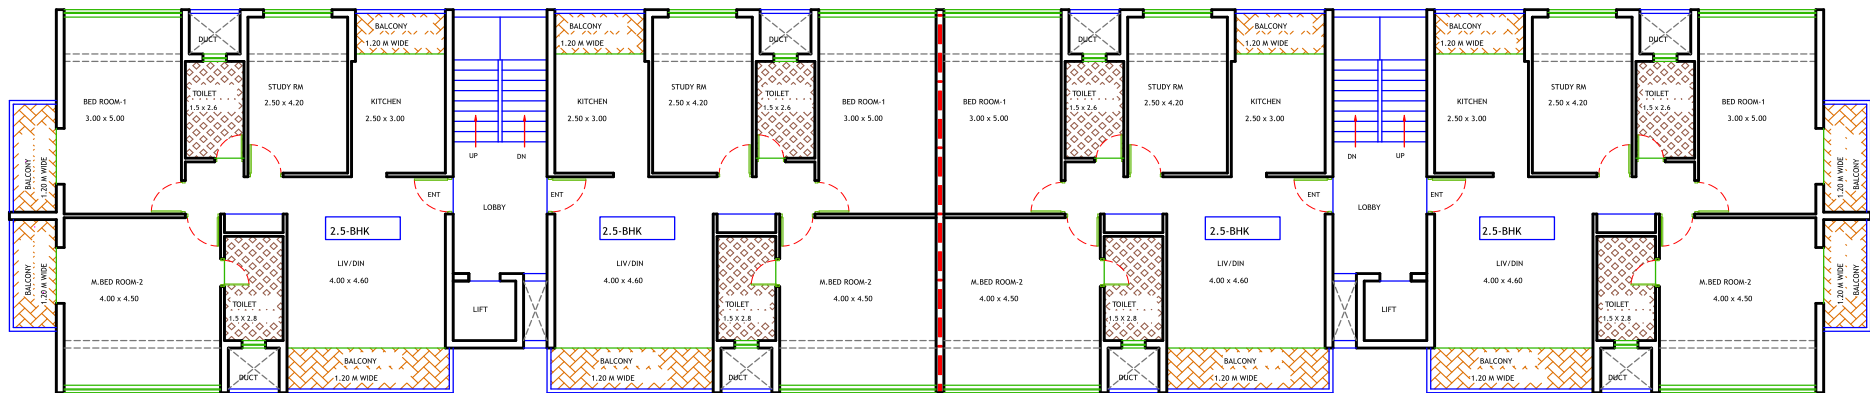 BALCONY
1.20 M WIDE
BALCONY
1.20 M WIDE
BALCONY
1.20 M WIDE
BALCONY
1.20 M WIDE
DUCT
DUCT
DUCT
DUCT
BED ROOM-1
3.00 x 5.00
TOILET
1.5 x 2.6
STUDY RM
2.50 x 4.20
KITCHEN
2.50 x 3.00
UP
DN
KITCHEN
2.50 x 3.00
STUDY RM
2.50 x 4.20
TOILET
1.5 x 2.6
BED ROOM-1
3.00 x 5.00
BED ROOM-1
3.00 x 5.00
TOILET
1.5 x 2.6
STUDY RM
2.50 x 4.20
KITCHEN
2.50 x 3.00
DN
UP
KITCHEN
2.50 x 3.00
STUDY RM
2.50 x 4.20
TOILET
1.5 x 2.6
BED ROOM-1
3.00 x 5.00
BALCONY
1.20 M WIDE
ENT
LOBBY
ENT
ENT
LOBBY
ENT
1.20 M WIDE
BALCONY
2.5-BHK
2.5-BHK
2.5-BHK
2.5-BHK
BALCONY
1.20 M WIDE
M.BED ROOM-2
4.00 x 4.50
TOILET
1.5 X 2.8
LIV/DIN
4.00 x 4.60
LIFT
LIV/DIN
4.00 x 4.60
TOILET
1.5 X 2.8
M.BED ROOM-2
4.00 x 4.50
M.BED ROOM-2
4.00 x 4.50
TOILET
1.5 X 2.8
LIV/DIN
4.00 x 4.60
LIFT
LIV/DIN
4.00 x 4.60
TOILET
1.5 X 2.8
M.BED ROOM-2
4.00 x 4.50
1.20 M WIDE
BALCONY
DUCT
BALCONY
1.20 M WIDE
BALCONY
1.20 M WIDE
DUCT
DUCT
BALCONY
1.20 M WIDE
BALCONY
1.20 M WIDE
DUCT